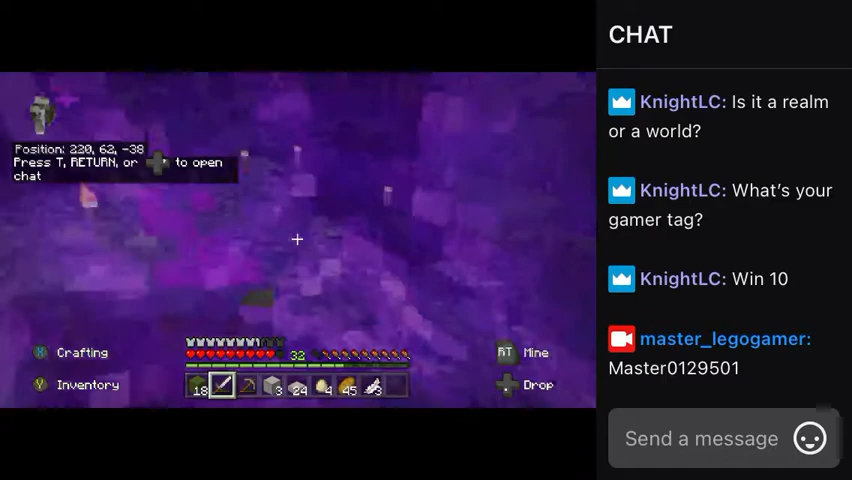 Position: 220, 62, -38
Press T, RETURN, or to open
chat
32
Crafting
RT Mine
Y Inventory
Drop
18 3 24 4 45 3
CHAT
KnightLC: Is it a realm
or a world?
KnightLC: What's your
gamer tag?
KnightLC: Win 10
master_legogamer:
Master0129501
Send a message